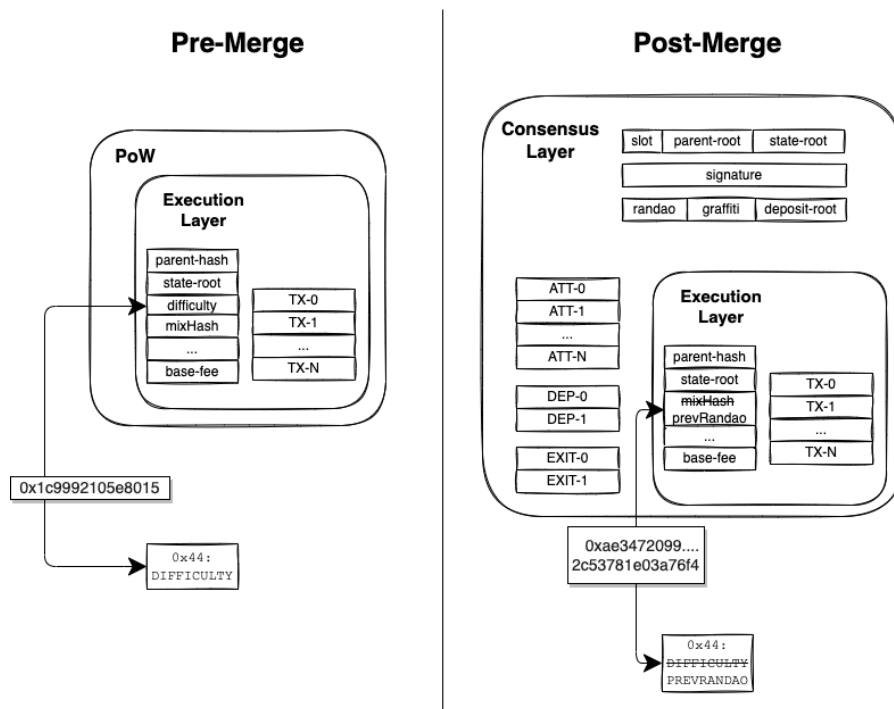 Pre-Merge
PoW
Execution
Layer
parent-hash
state-root
difficulty
mixHash
...
base-fee
TX-0
TX-1
...
TX-N
0x1c9992105e8015
0x44:
DIFFICULTY
Post-Merge
Consensus
Layer
slot parent-root state-root
signature
randao graffiti deposit-root
ATT-0
ATT-1
...
ATT-N
DEP-0
DEP-1
EXIT-0
EXIT-1
Execution
Layer
parent-hash
state-root
mixHash
prevRandao
...
base-fee
TX-0
TX-1
...
TX-N
0xae3472099....
2c53781e03a76f4
0x44:
DIFFICULTY
PREVRANDAO